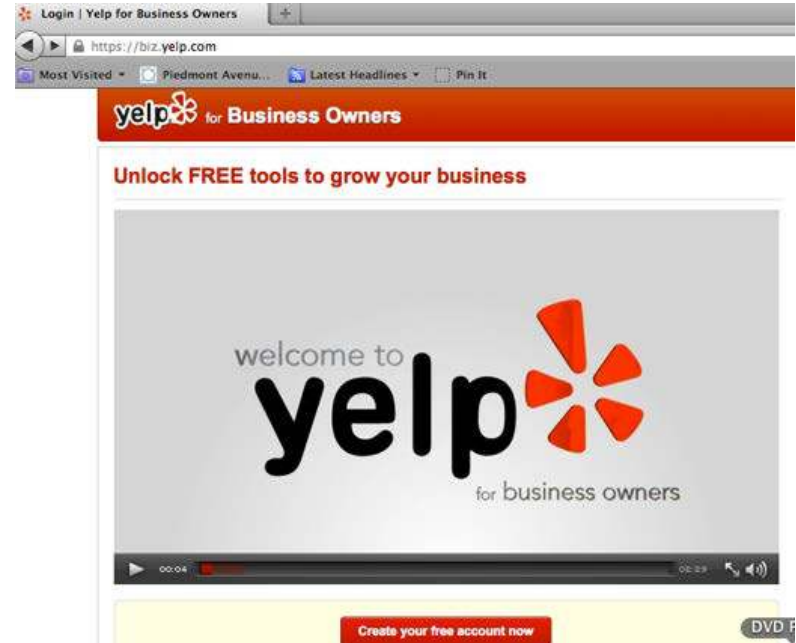 Login | Yelp for Business Owners
https://biz.yelp.com
Most Visited Piedmont Avenu... Latest Headlines Pin It
yelp for Business Owners
Unlock FREE tools to grow your business
welcome to
yelp
for business owners
00:04
Create your free account now
DVD